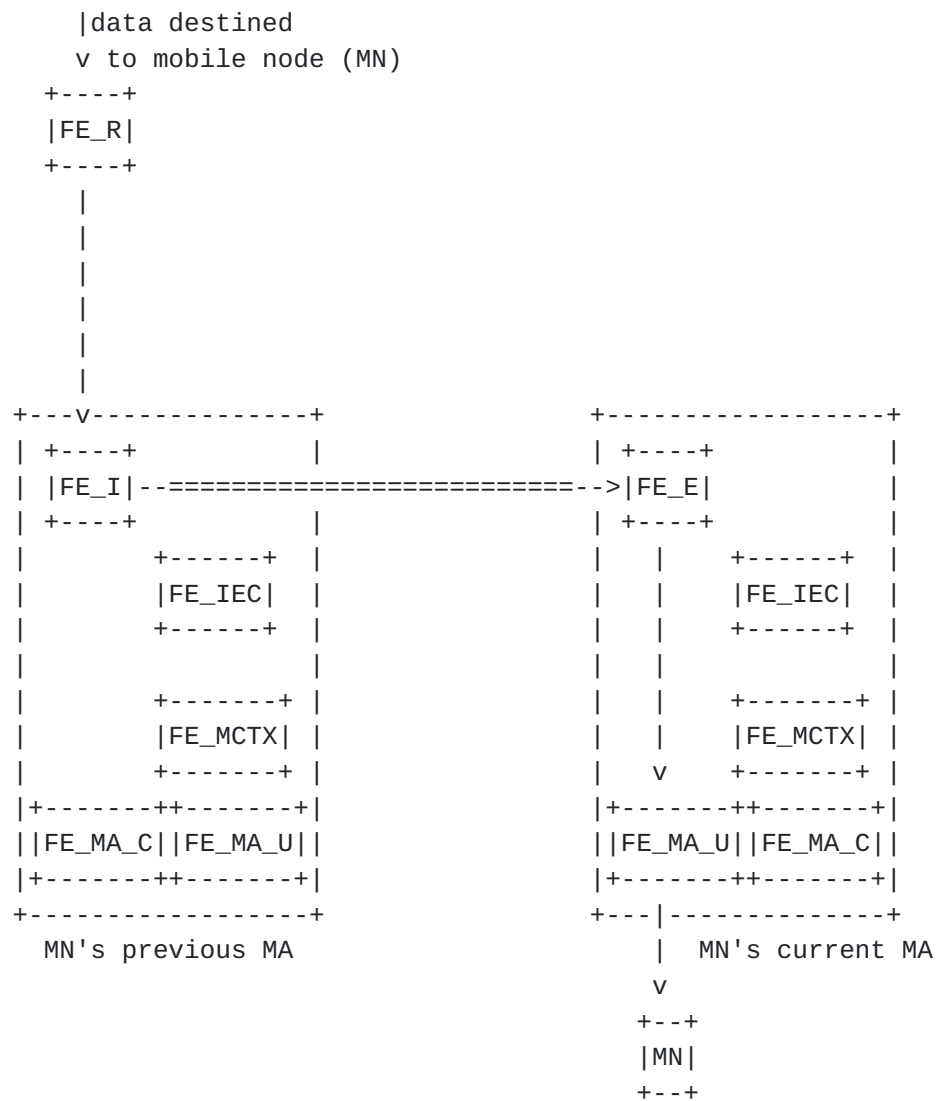 |data destined
v to mobile node (MN)
+----+
|FE_R|
+----+
|
|
|
|
|
|
+---v--------------+                 +------------------+
| +----+           |                 | +----+           |
| |FE_I|--==========================-->|FE_E|           |
| +----+           |                 | +----+           |
|        +------+  |                 |   |    +------+  |
|        |FE_IEC|  |                 |   |    |FE_IEC|  |
|        +------+  |                 |   |    +------+  |
|                  |                 |   |              |
|        +-------+ |                 |   |    +-------+ |
|        |FE_MCTX| |                 |   |    |FE_MCTX| |
|        +-------+ |                 |   v    +-------+ |
|+-------++-------+|                 |+-------++-------+|
||FE_MA_C||FE_MA_U||                 ||FE_MA_U||FE_MA_C||
|+-------++-------+|                 |+-------++-------+|
+------------------+                 +---|--------------+
MN's previous MA                       |  MN's current MA
v
+--+
|MN|
+--+